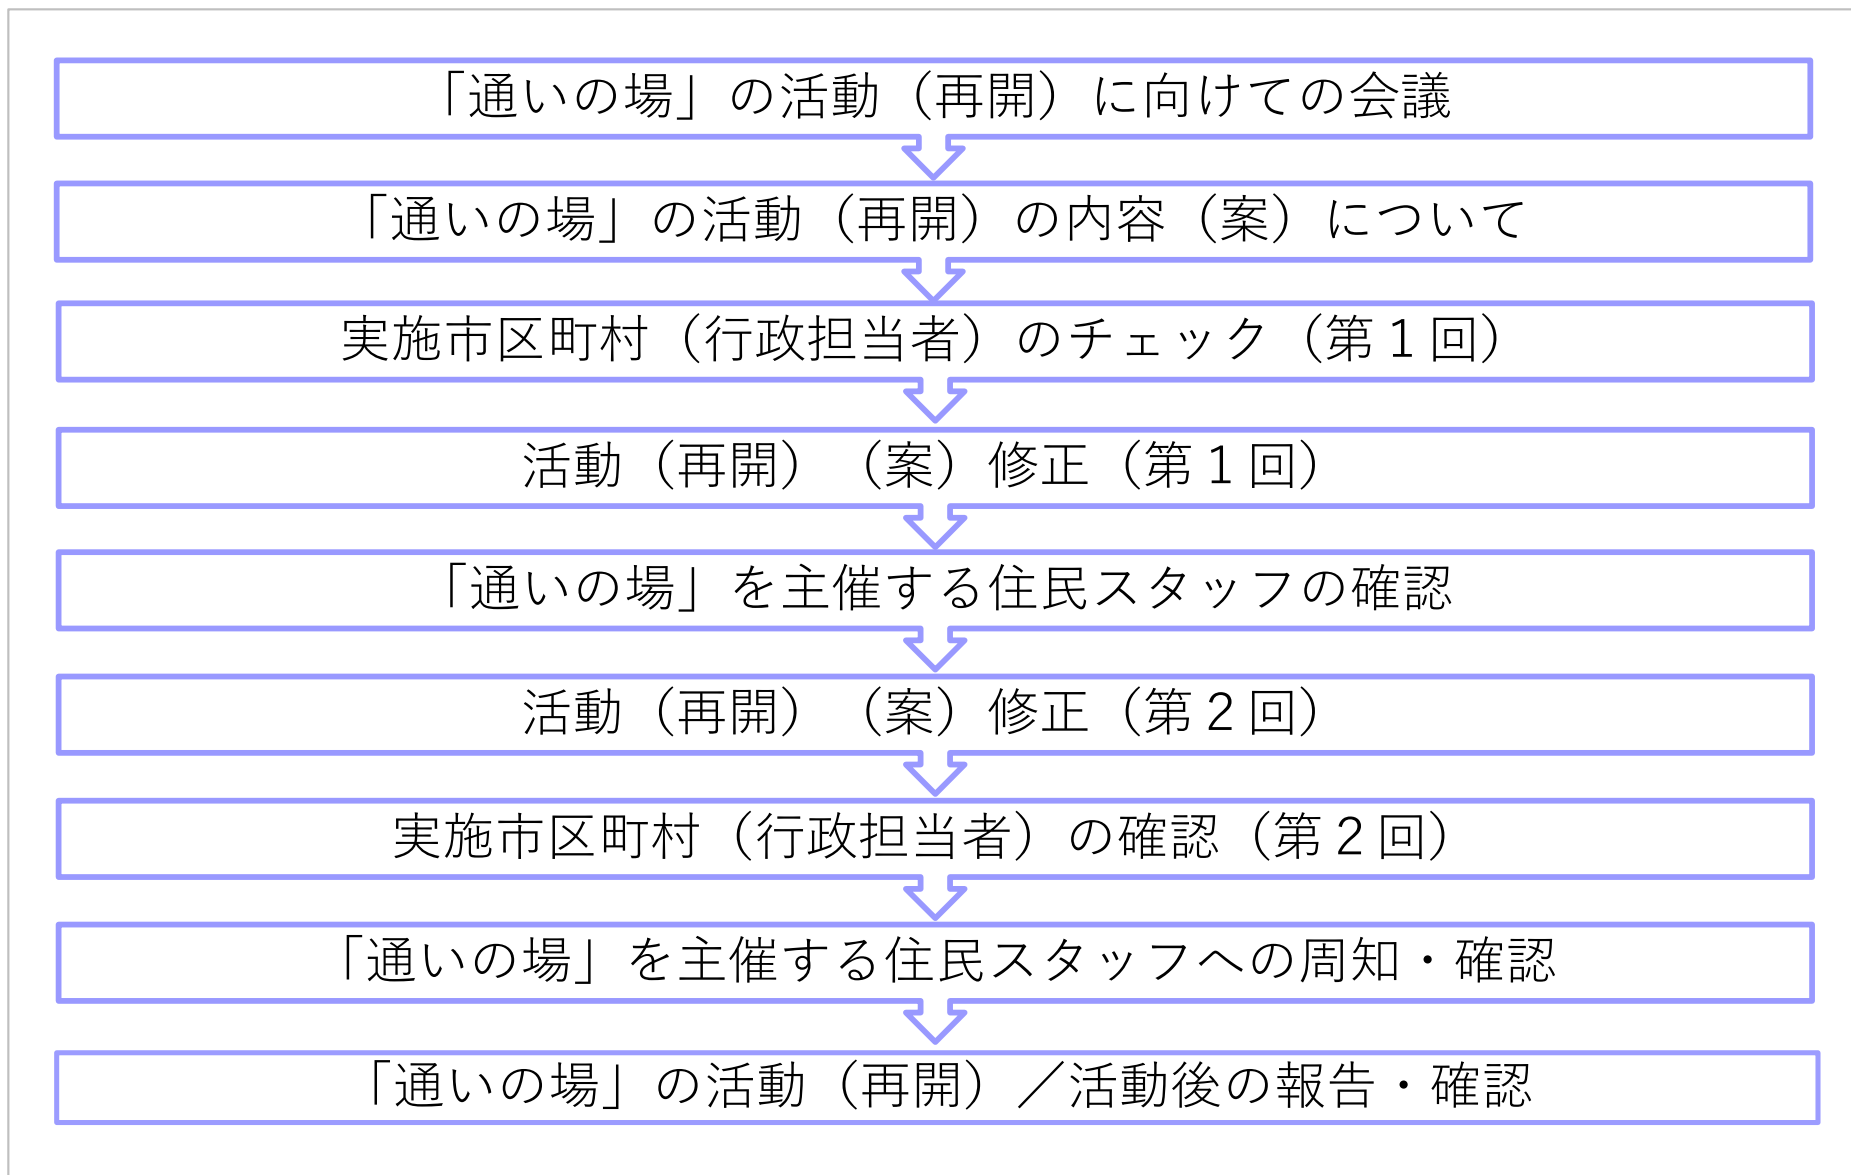 「通いの場」の活動（再開）に向けての会議
「通いの場」の活動（再開）の内容（案）について
実施市区町村（行政担当者）のチェック（第１回）
活動（再開）（案）修正（第１回）
「通いの場」を主催する住民スタッフの確認
活動（再開）（案）修正（第２回）
実施市区町村（行政担当者）の確認（第２回）
「通いの場」を主催する住民スタッフへの周知・確認
「通いの場」の活動（再開）／活動後の報告・確認